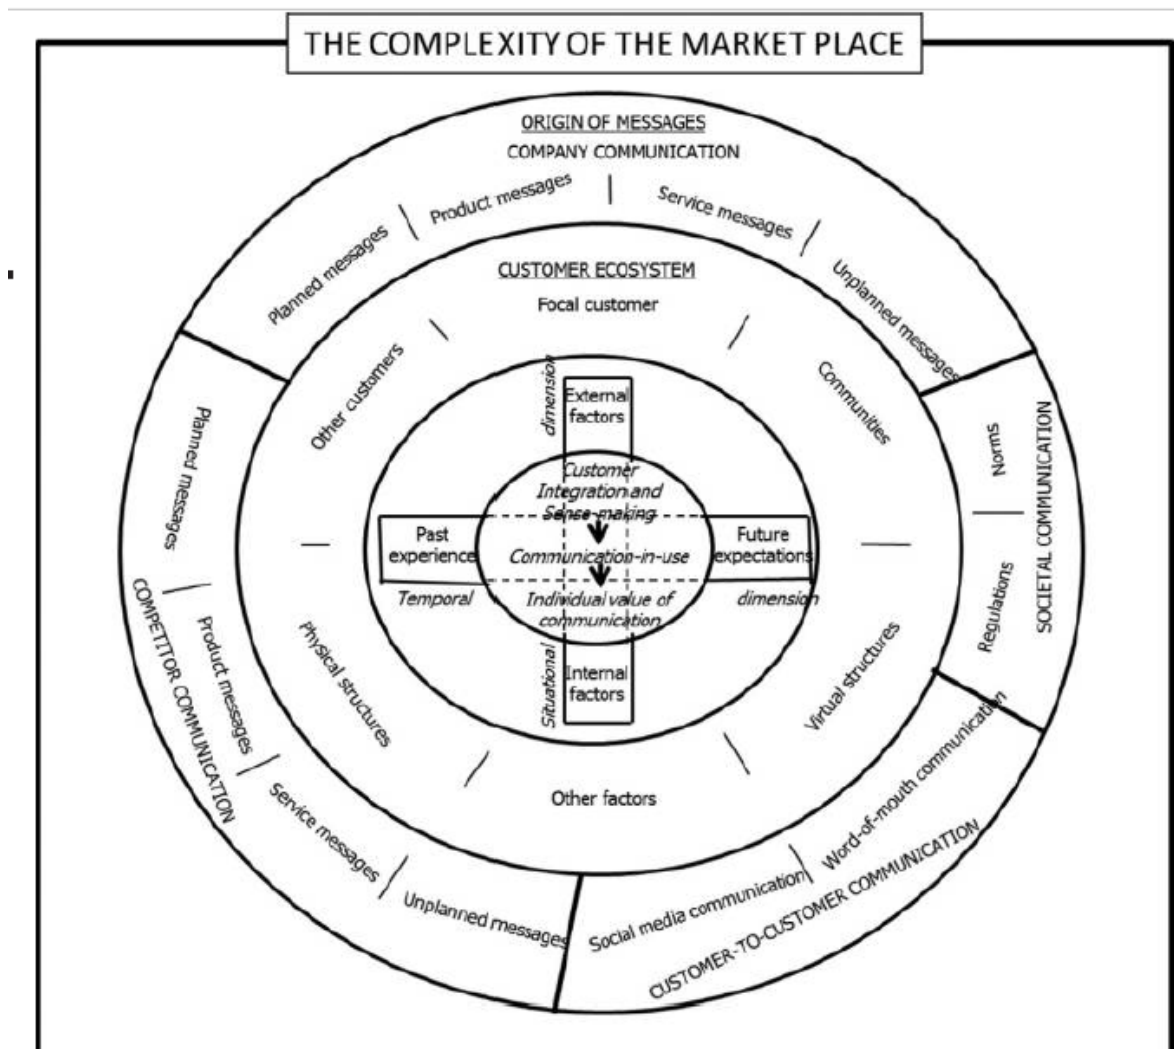 THE COMPLEXITY OF THE MARKET PLACE
ORIGIN OF MESSAGES
COMPANY COMMUNICATION
Planned messages
Product messages
Service messages
Unplanned messages
CUSTOMER ECOSYSTEM
Focal customer
Other customers
Communities
Physical structures
Virtual structures
Other factors
dimension
External
factors
Customer
Integration and
Sense-making
Past
experience
Communication-in-use
Future
expectations
Temporal
Individual value of
communication
dimension
Situational
Internal
factors
Norms
Regulations
SOCIETAL COMMUNICATION
Planned messages
Product messages
Service messages
Unplanned messages
COMPETITOR COMMUNICATION
Social media communication
Word-of-mouth communication
CUSTOMER-TO-CUSTOMER COMMUNICATION